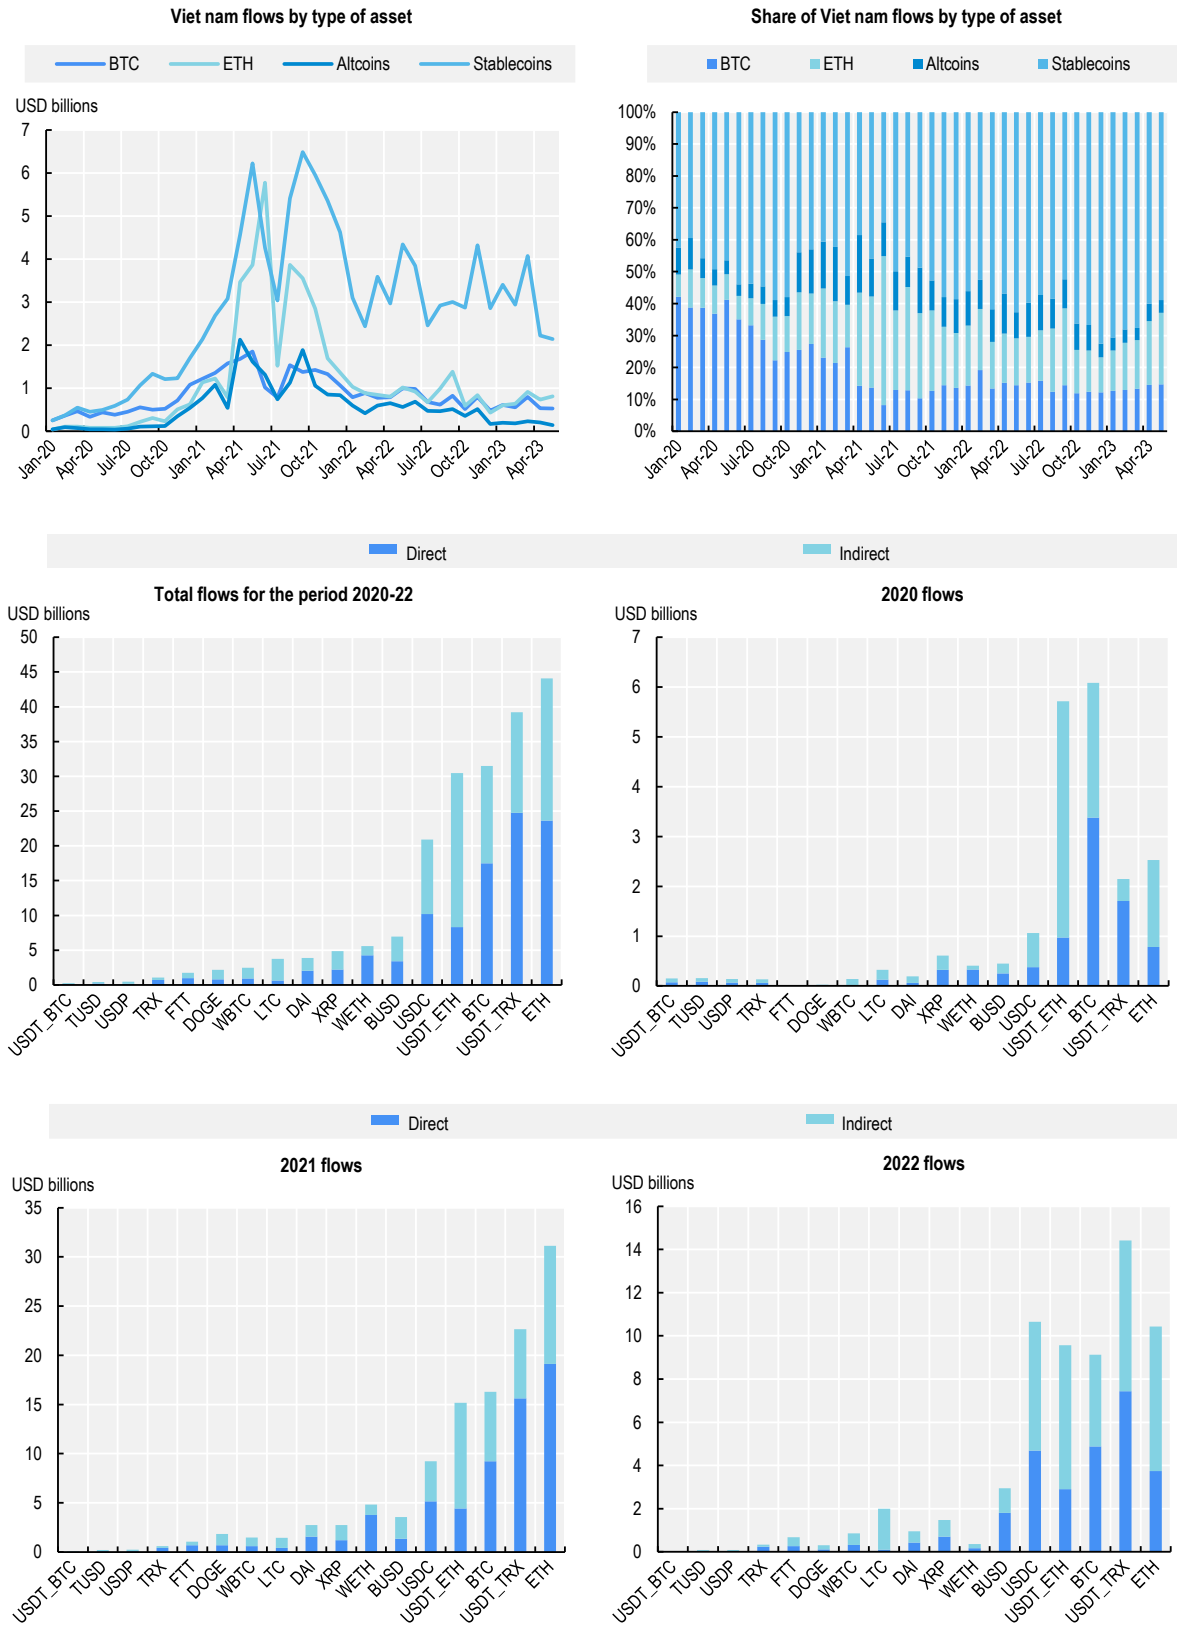 Viet nam flows by type of asset
BTC ETH Altcoins Stablecoins
USD billions
7
6
5
4
3
2
1
0
Jan-20 Apr-20 Jul-20 Oct-20 Jan-21 Apr-21 Jul-21 Oct-21 Jan-22 Apr-22 Jul-22 Oct-22 Jan-23 Apr-23
Share of Viet nam flows by type of asset
BTC ETH Altcoins Stablecoins
100%
90%
80%
70%
60%
50%
40%
30%
20%
10%
0%
Jan-20 Apr-20 Jul-20 Oct-20 Jan-21 Apr-21 Jul-21 Oct-21 Jan-22 Apr-22 Jul-22 Oct-22 Jan-23 Apr-23
Direct Indirect
Total flows for the period 2020-22
USD billions
50
45
40
35
30
25
20
15
10
5
0
USDT_BTC TUSD USDP TRX FTT DOGE WBTC LTC DAI XRP WETH BUSD USDC USDT_ETH BTC USDT_TRX ETH
2020 flows
USD billions
7
6
5
4
3
2
1
0
USDT_BTC TUSD USDP TRX FTT DOGE WBTC LTC DAI XRP WETH BUSD USDC USDT_ETH BTC USDT_TRX ETH
Direct Indirect
2021 flows
USD billions
35
30
25
20
15
10
5
0
USDT_BTC TUSD USDP TRX FTT DOGE WBTC LTC DAI XRP WETH BUSD USDC USDT_ETH BTC USDT_TRX ETH
2022 flows
USD billions
16
14
12
10
8
6
4
2
0
USDT_BTC TUSD USDP TRX FTT DOGE WBTC LTC DAI XRP WETH BUSD USDC USDT_ETH BTC USDT_TRX ETH